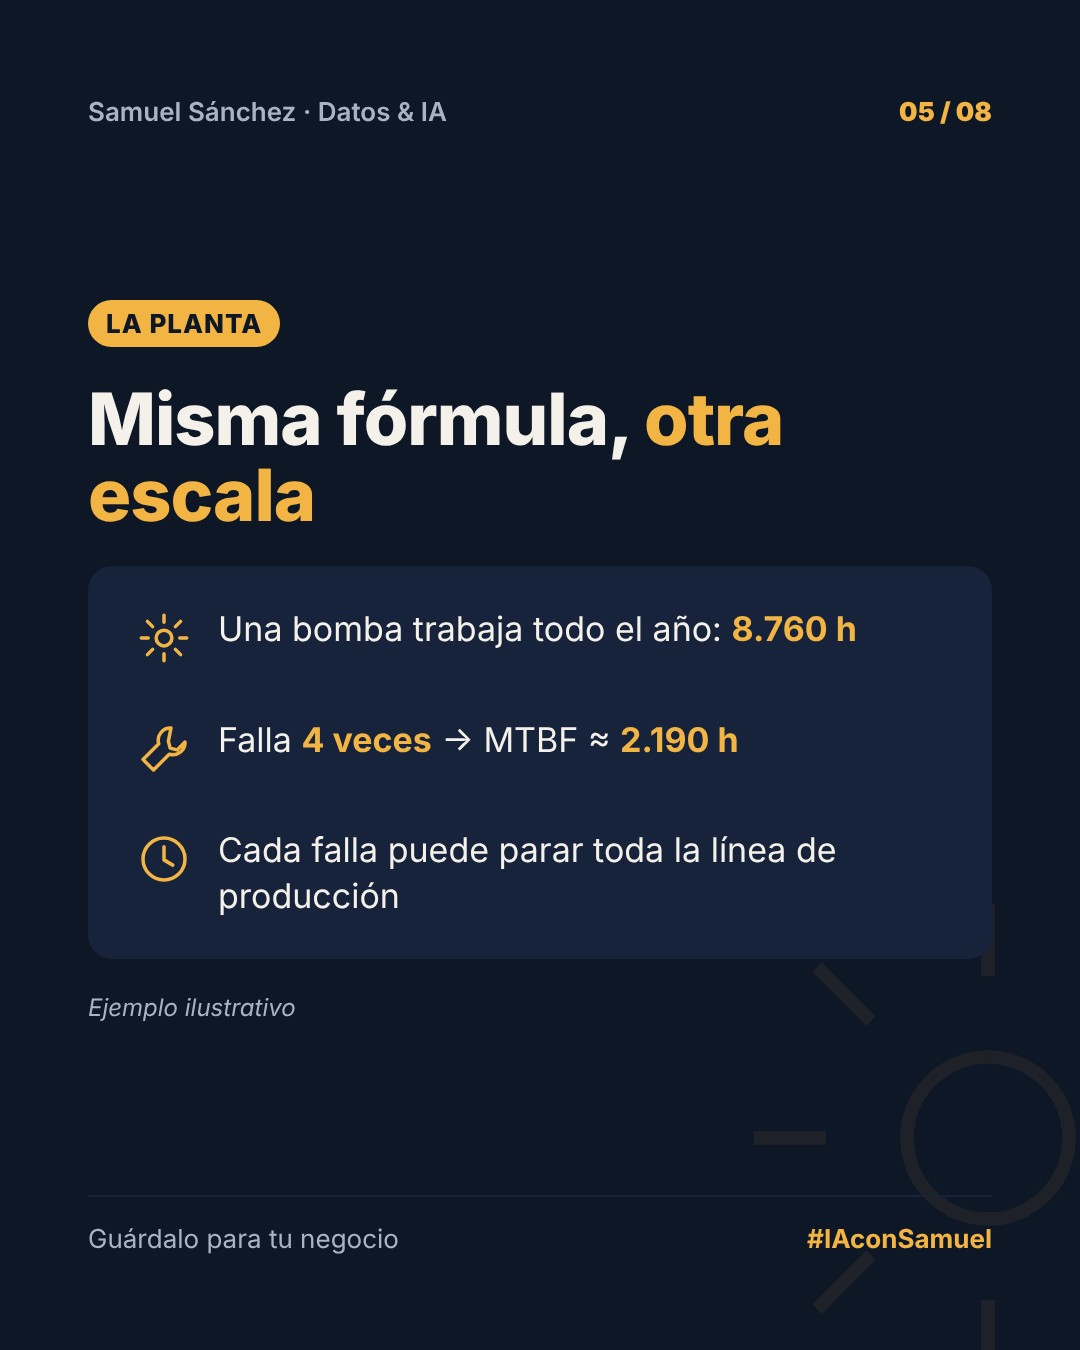 Samuel Sánchez · Datos & IA
05 / 08
LA PLANTA
Misma fórmula, otra
escala
Una bomba trabaja todo el año: 8.760 h
Falla 4 veces → MTBF ≈ 2.190 h
Cada falla puede parar toda la línea de
producción
Ejemplo ilustrativo
Guárdalo para tu negocio
#IAconSamuel